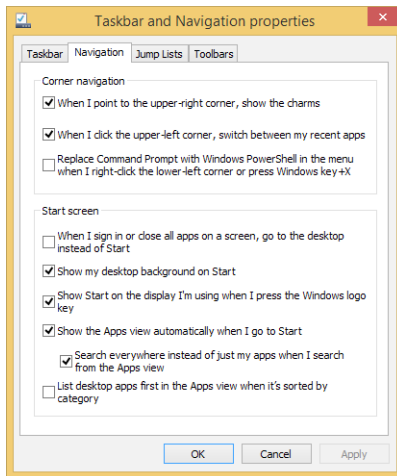 Taskbar and Navigation properties
Taskbar Navigation Jump Lists Toolbars
Corner navigation
When I point to the upper-right corner, show the charms
When I click the upper-left corner, switch between my recent apps
Replace Command Prompt with Windows PowerShell in the menu
when I right-click the lower-left corner or press Windows key+X
Start screen
When I sign in or close all apps on a screen, go to the desktop
instead of Start
Show my desktop background on Start
Show Start on the display I'm using when I press the Windows logo
key
Show the Apps view automatically when I go to Start
Search everywhere instead of just my apps when I search
from the Apps view
List desktop apps first in the Apps view when it's sorted by
category
OK Cancel Apply